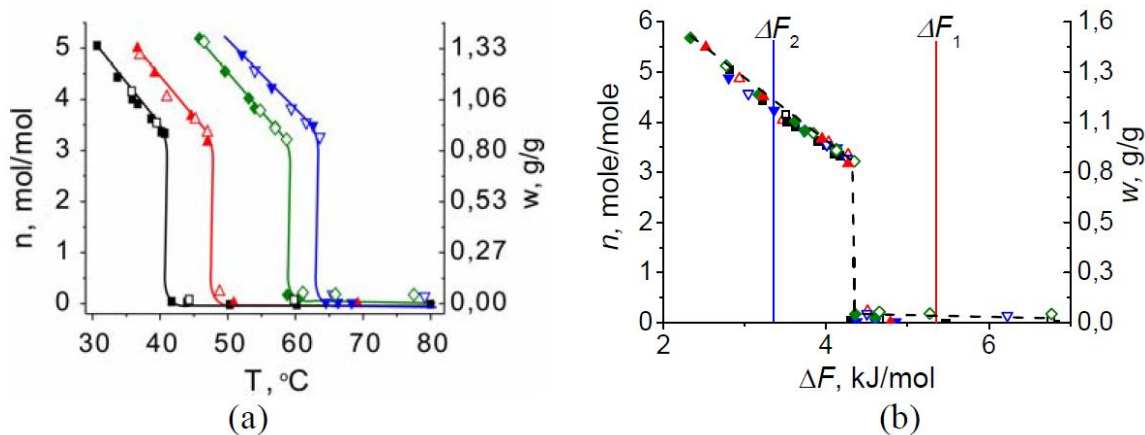 5
4
3
2
1
0
n, mol/mol
1,33
1,06
0,80
0,53
0,27
0,00
w, g/g
30 40 50 60 70 80
T, °C
(a)
6
5
4
3
2
1
0
n, mole/mole
ΔF2
ΔF1
1,6
1,3
1,1
0,8
0,5
0,3
0,0
w, g/g
2 4 6
ΔF, kJ/mol
(b)